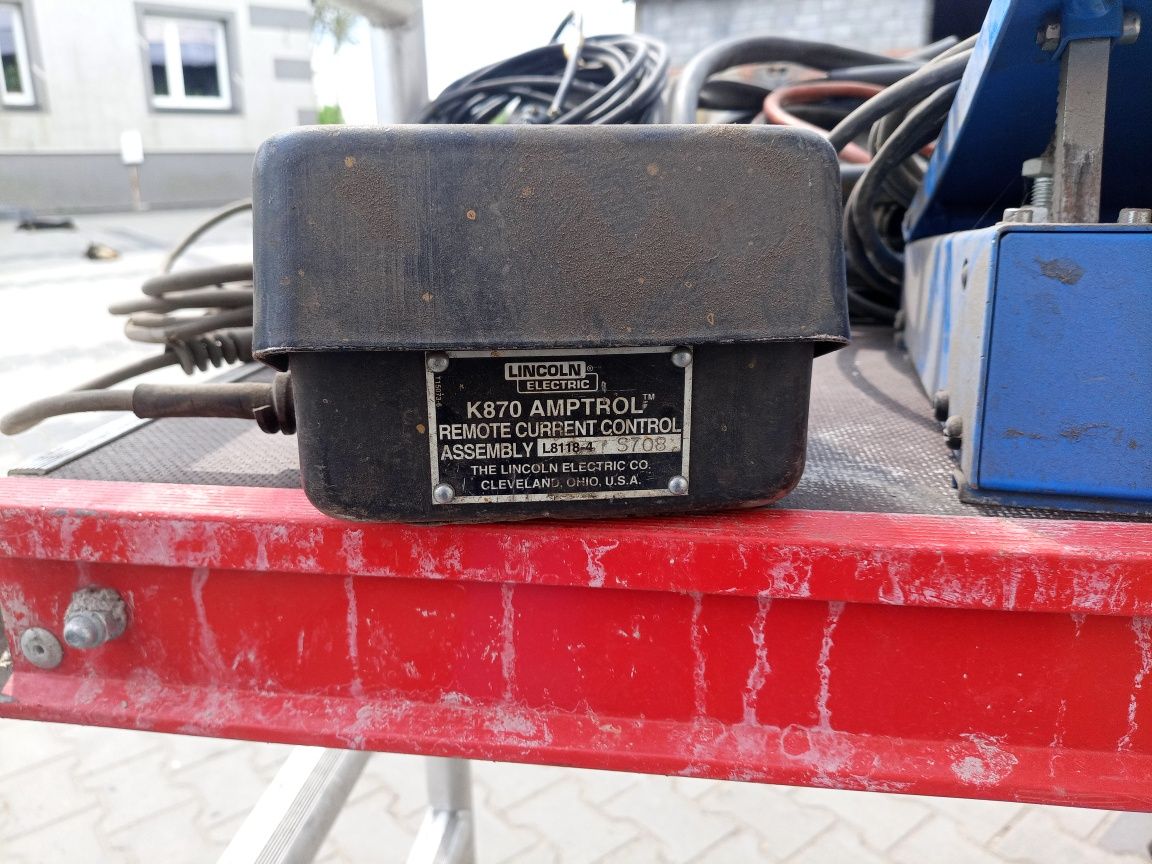 LINCOLN®
ELECTRIC
K870 AMPTROL™
REMOTE CURRENT CONTROL
ASSEMBLY L8118-4 S708
THE LINCOLN ELECTRIC CO.
CLEVELAND, OHIO, U.S.A.